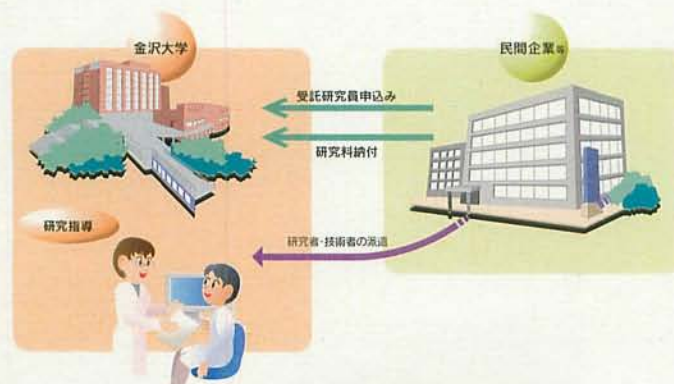 金沢大学
民間企業等
受託研究員申込み
研究料納付
研究指導
研究者・技術者の派遣